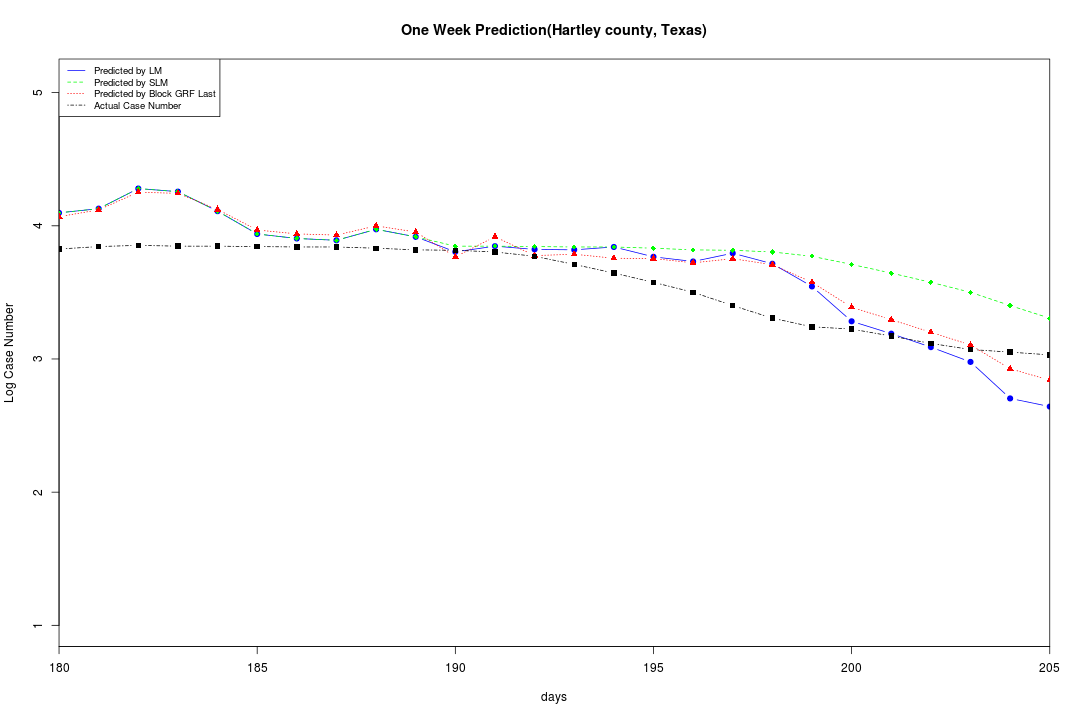 One Week Prediction(Hartley county, Texas)
Predicted by LM
Predicted by SLM
Predicted by Block GRF Last
Actual Case Number
5
4
3
2
1
Log Case Number
180 185 190 195 200 205
days